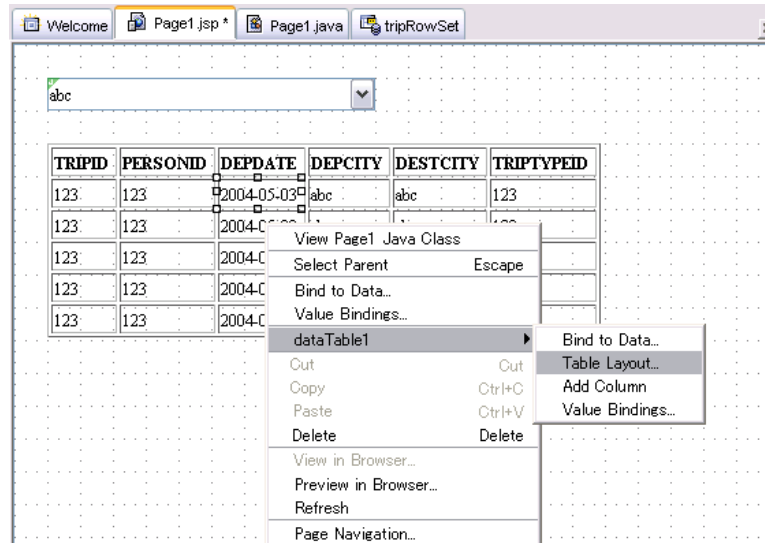 Welcome Page1.jsp * Page1.java tripRowSet
abc
TRIPID PERSONID DEPDATE DEPCITY DESTCITY TRIPTYPEID
123 123 2004-05-03 abc abc 123
123 123
123 123
123 123
123 123
View Page1 Java Class
Select Parent Escape
Bind to Data...
Value Bindings...
dataTable1
Cut Cut
Copy Ctrl+C
Paste Ctrl+V
Delete Delete
View in Browser...
Preview in Browser...
Refresh
Page Navigation...
Bind to Data...
Table Layout...
Add Column
Value Bindings...